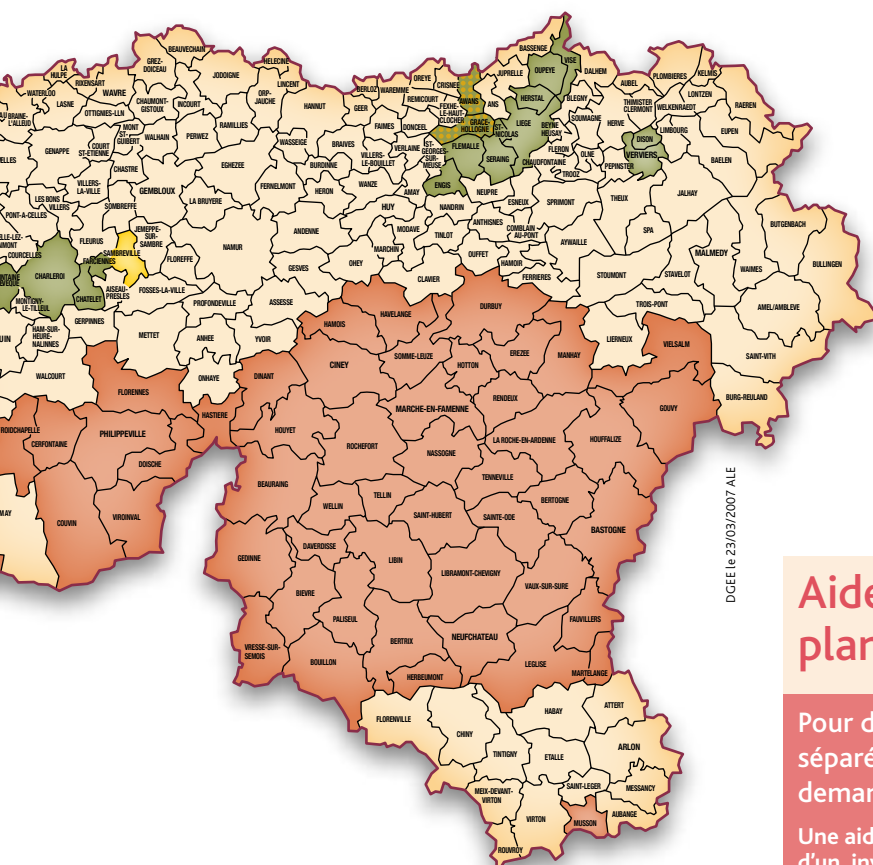 BEAUVECHAIN
BASSENGE
LA
HULPE
RIXENSART
GREZ-
DOICEAU
JODOIGNE
HELECINE
LINCENT
WATERLOO
LASNE
WAVRE
ORP-
JAUCHE
HANNUT
BERLOZ
WAREMME
OREYE
CRISNEE
JUPRELLE
OUPEYE
VISE
DALHEM
AUBEL
PLOMBIERES
KELMIS
LONTZEN
BRAINE-
L'ALLEUD
OTTIGNIES-LLN
CHAUMONT-
GISTOUX
INCOURT
RAMILLIES
GEER
REMICOURT
FEXHE-
LE-HAUT-
CLOCHER
AWANS
ANS
HERSTAL
BLEGNY
THIMISTER
CLERMONT
WELKENRAEDT
RAEREN
MONT
ST-
GUIBERT
WALHAIN
PERWEZ
FAIMES
DONCEEL
GRACE-
HOLLOGNE
ST-
NICOLAS
LIEGE
BEYNE
HEUSAY
SOUMAGNE
HERVE
LIMBOURG
EUPEN
GENAPPE
COURT
ST-ETIENNE
CHASTRE
EGHEZEE
WASSEIGE
BRAIVES
VILLERS-
LE-BOUILLET
VERLAINE
ST-
GEORGES-
SUR-
MEUSE
FLEMALLE
SERAING
CHAUDFONTAINE
FLERON
OLNE
TROOZ
PEPINSTER
DISON
VERVIERS
BAELEN
ELLES
BURDINNE
VILLERS-
LA-VILLE
GEMBLOUX
FERNELMONT
HERON
WANZE
AMAY
ENGIS
NEUPRE
ESNEUX
SPRIMONT
THEUX
JALHAY
LES BONS
VILLERS
SOMBREFFE
LA BRUYERE
HUY
NANDRIN
PONT-A-CELLES
ANDENNE
MODAVE
TINLOT
ANTHISNES
COMBLAIN
AU-PONT
AYWAILLE
SPA
BUTGENBACH
FLEURUS
JEMEPPE-
SUR-
SAMBRE
NAMUR
MARCHIN
OUFFET
MALMEDY
COURCELLES
FARCIENNES
SAMBREVILLE
FLOREFFE
GESVES
OHEY
HAMOIR
WAIMES
BULLINGEN
CHARLEROI
CLAVIER
FERRIERES
STOUMONT
STAVELOT
CHATELET
AISEAU-
PRESLES
FOSSES-LA-VILLE
PROFONDEVILLE
ASSESSE
MONTIGNY-
LE-TILLEUL
GERPINNES
HAVELANGE
DURBUY
TROIS-PONT
AMEL/AMBLEVE
HAM-SUR-
HEURE-
NALINNES
METTET
ANHEE
YVOIR
HAMOIS
LIERNEUX
VIELSALM
SOMME-LEUZE
EREZEE
MANHAY
SAINT-VITH
CINEY
HOTTON
WALCOURT
ONHAYE
DINANT
FLORENNES
RENDEUX
BURG-REULAND
HASTIERE
MARCHE-EN-FAMENNE
GOUVY
CERFONTAINE
PHILIPPEVILLE
HOUYET
ROCHEFORT
NASSOGNE
LA ROCHE-EN-ARDENNE
HOUFFALIZE
DOISCHE
TENNEVILLE
BEAURAING
TELLIN
BERTOGNE
WELLIN
SAINT-HUBERT
SAINTE-ODE
COUVIN
VIROINVAL
BASTOGNE
DAVERDISSE
GEDINNE
LIBIN
LIBRAMONT-CHEVIGNY
VAUX-SUR-SURE
BIEVRE
PALISEUL
FAUVILLERS
BERTRIX
NEUFCHATEAU
VRESSE-SUR-
SEMOIS
BOUILLON
LEGLISE
HERBEUMONT
MARTELANGE
FLORENVILLE
CHINY
HABAY
ATTERT
TINTIGNY
ETALLE
ARLON
MEIX-DEVANT-
VIRTON
SAINT-LEGER
MESSANCY
VIRTON
MUSSON
AUBANGE
ROUVROY
DGEE le 23/03/2007 ALE
Aide
plan
Pour d
séparé
deman
Une aid
d'un inv